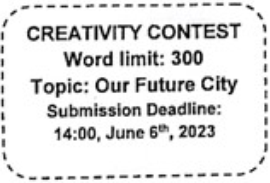 CREATIVITY CONTEST
Word limit: 300
Topic: Our Future City
Submission Deadline:
14:00, June 6th, 2023